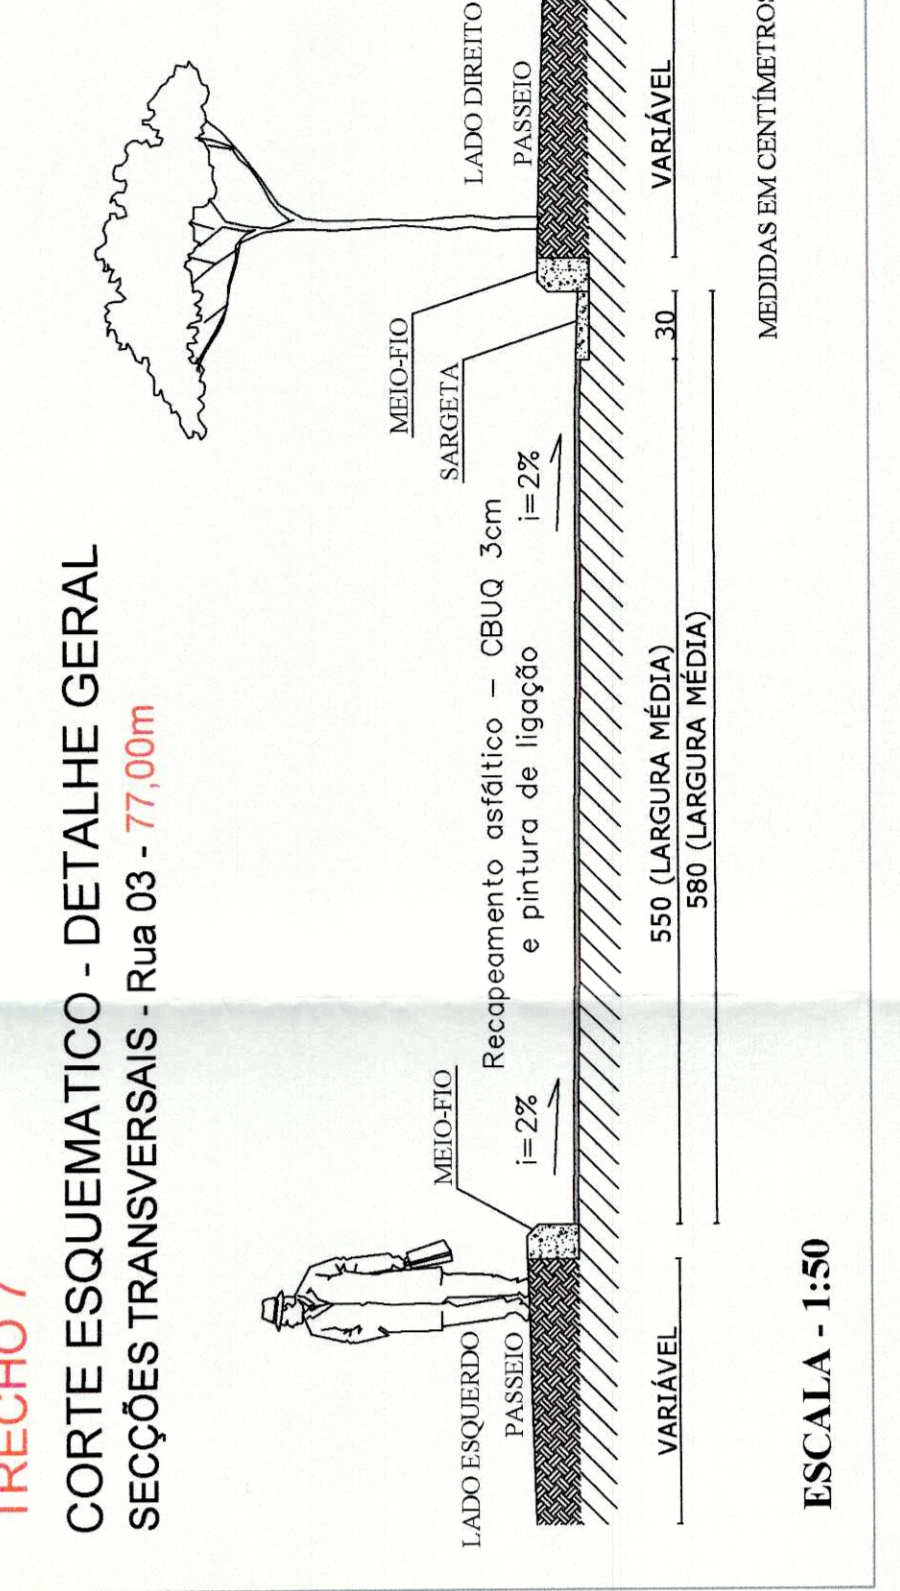 TRECHO 7
CORTE ESQUEMATICO - DETALHE GERAL
SECÇÕES TRANSVERSAIS - Rua 03 - 77,00m
MEIO-FIO
SARGETA
MEIO-FIO
LADO ESQUERDO
PASSEIO
Recapeamento asfáltico - CBUQ 3cm
e pintura de ligação
i=2%
i=2%
LADO DIREITO
PASSEIO
VARIÁVEL
550 (LARGURA MÉDIA)
30
VARIÁVEL
580 (LARGURA MÉDIA)
MEDIDAS EM CENTÍMETROS
ESCALA - 1:50